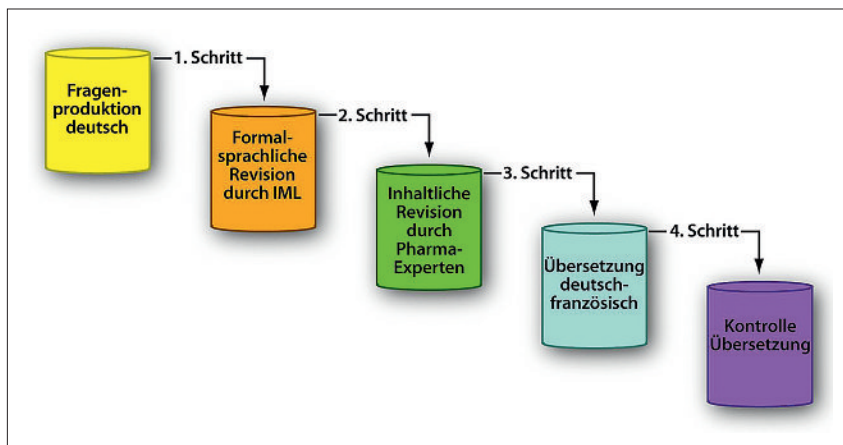 Fragen-
produktion
deutsch
1. Schritt
Formal-
sprachliche
Revision
durch IML
2. Schritt
Inhaltliche
Revision
durch
Pharma-
Experten
3. Schritt
Übersetzung
deutsch-
französisch
4. Schritt
Kontrolle
Übersetzung